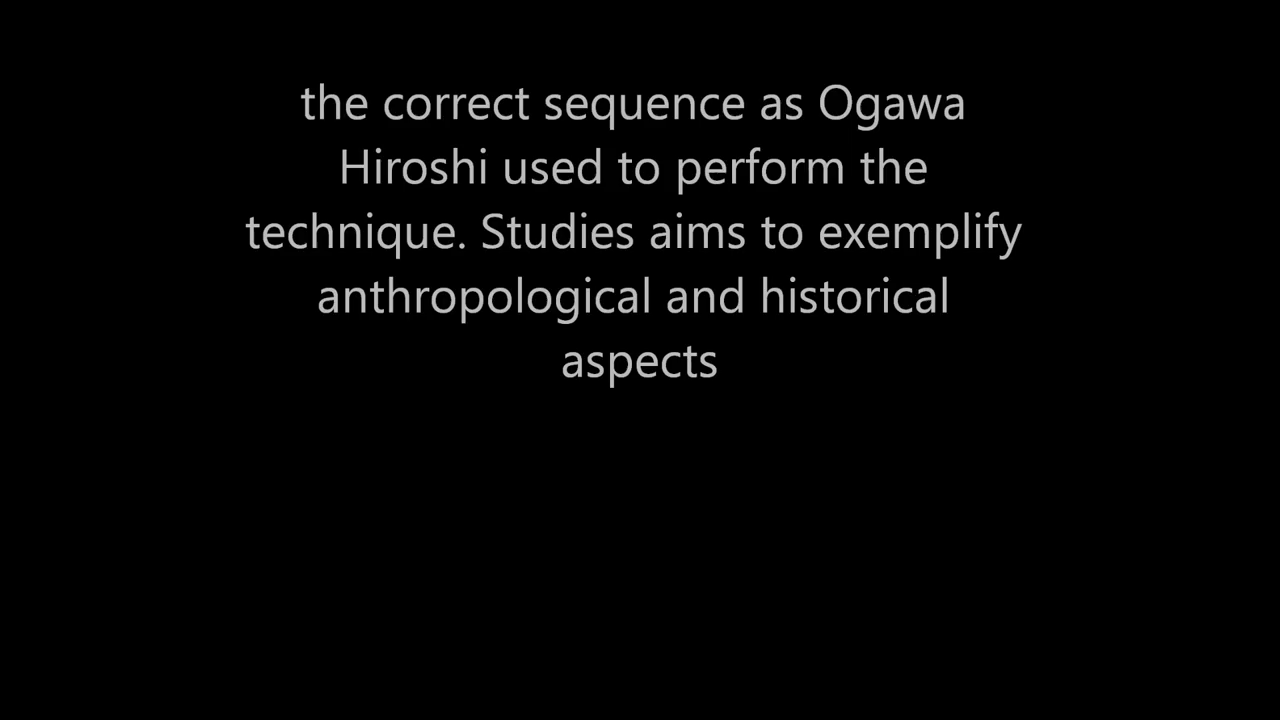 the correct sequence as Ogawa
Hiroshi used to perform the
technique. Studies aims to exemplify
anthropological and historical
aspects